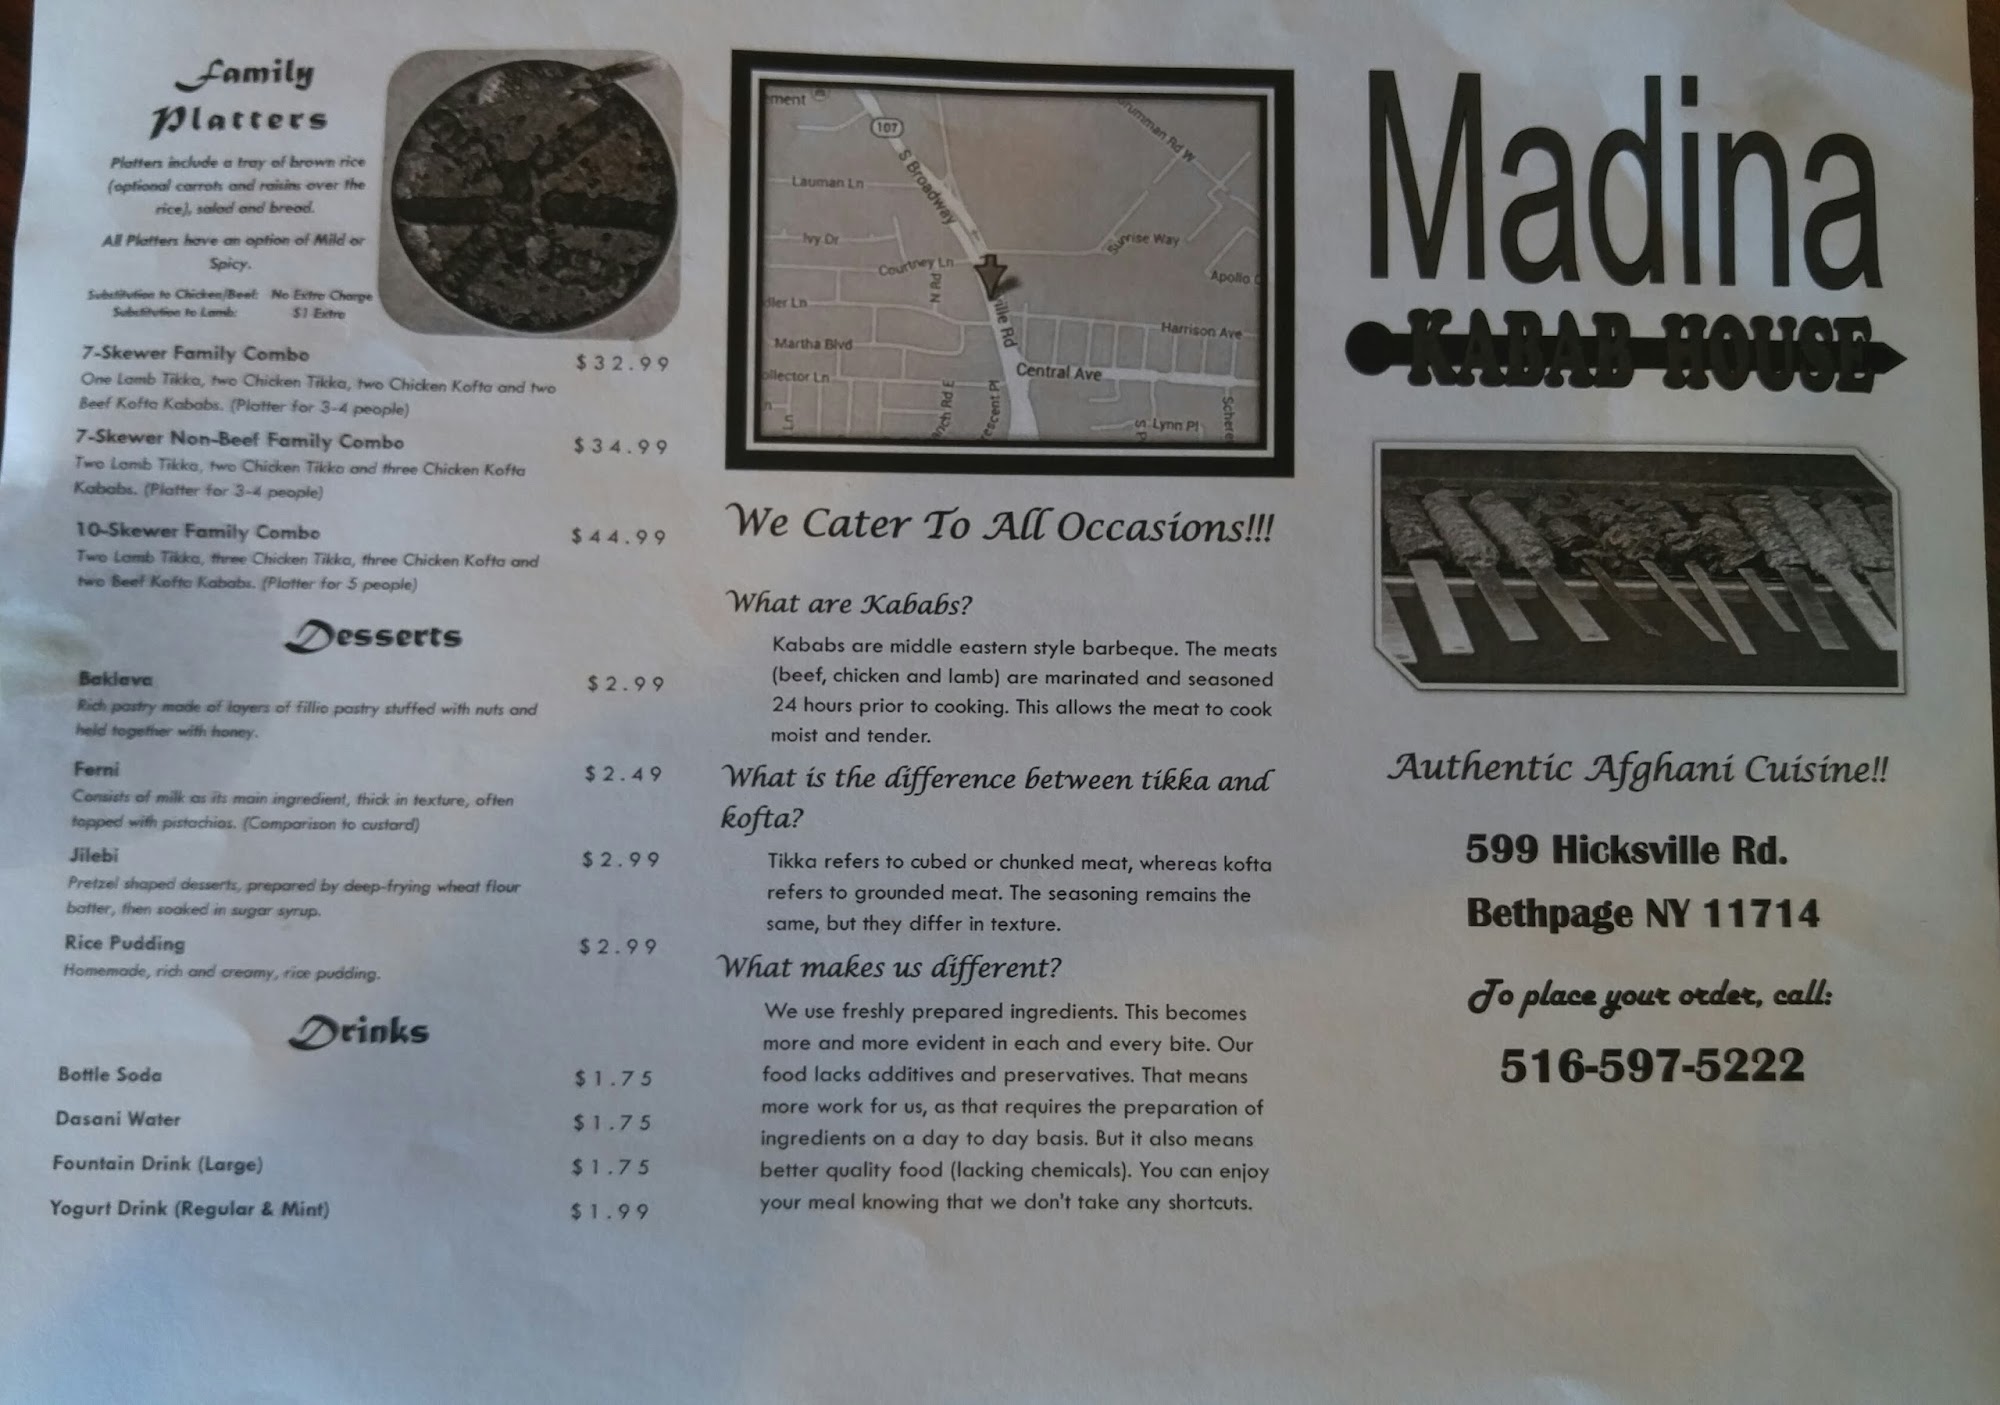 Family
Platters
Platters include a tray of brown rice
(optional carrots and raisins over the
rice), salad and bread.
All Platters have an option of Mild or
Spicy.
Substitution to Chicken/Beef: No Extra Charge
Substitution to Lamb: $1 Extra
7-Skewer Family Combo $32.99
One Lamb Tikka, two Chicken Tikka, two Chicken Kofta and two
Beef Kofta Kababs. (Platter for 3-4 people)
7-Skewer Non-Beef Family Combo $34.99
Two Lamb Tikka, two Chicken Tikka and three Chicken Kofta
Kababs. (Platter for 3-4 people)
10-Skewer Family Combo $44.99
Two Lamb Tikka, three Chicken Tikka, three Chicken Kofta and
two Beef Kofta Kababs. (Platter for 5 people)
Desserts
Baklava $2.99
Rich pastry made of layers of fillio pastry stuffed with nuts and
held together with honey.
Ferni $2.49
Consists of milk as its main ingredient, thick in texture, often
topped with pistachios. (Comparison to custard)
Jilebi $2.99
Pretzel shaped desserts, prepared by deep-frying wheat flour
batter, then soaked in sugar syrup.
Rice Pudding $2.99
Homemade, rich and creamy, rice pudding.
Drinks
Bottle Soda $1.75
Dasani Water $1.75
Fountain Drink (Large) $1.75
Yogurt Drink (Regular & Mint) $1.99
ment
107
S Broadway
rumman Rd W
Lauman Ln
Ivy Dr
Courtney Ln
Sunrise Way
N Rd
Apollo
dler Ln
ville Rd
Harrison Ave
Martha Blvd
ollector Ln
Central Ave
nch Rd E
rescent Pl
S P
Lynn Pl
Schere
We Cater To All Occasions!!!
What are Kababs?
Kababs are middle eastern style barbeque. The meats
(beef, chicken and lamb) are marinated and seasoned
24 hours prior to cooking. This allows the meat to cook
moist and tender.
What is the difference between tikka and
kofta?
Tikka refers to cubed or chunked meat, whereas kofta
refers to grounded meat. The seasoning remains the
same, but they differ in texture.
What makes us different?
We use freshly prepared ingredients. This becomes
more and more evident in each and every bite. Our
food lacks additives and preservatives. That means
more work for us, as that requires the preparation of
ingredients on a day to day basis. But it also means
better quality food (lacking chemicals). You can enjoy
your meal knowing that we don't take any shortcuts.
Madina
KABAB HOUSE
Authentic Afghani Cuisine!!
599 Hicksville Rd.
Bethpage NY 11714
To place your order, call:
516-597-5222